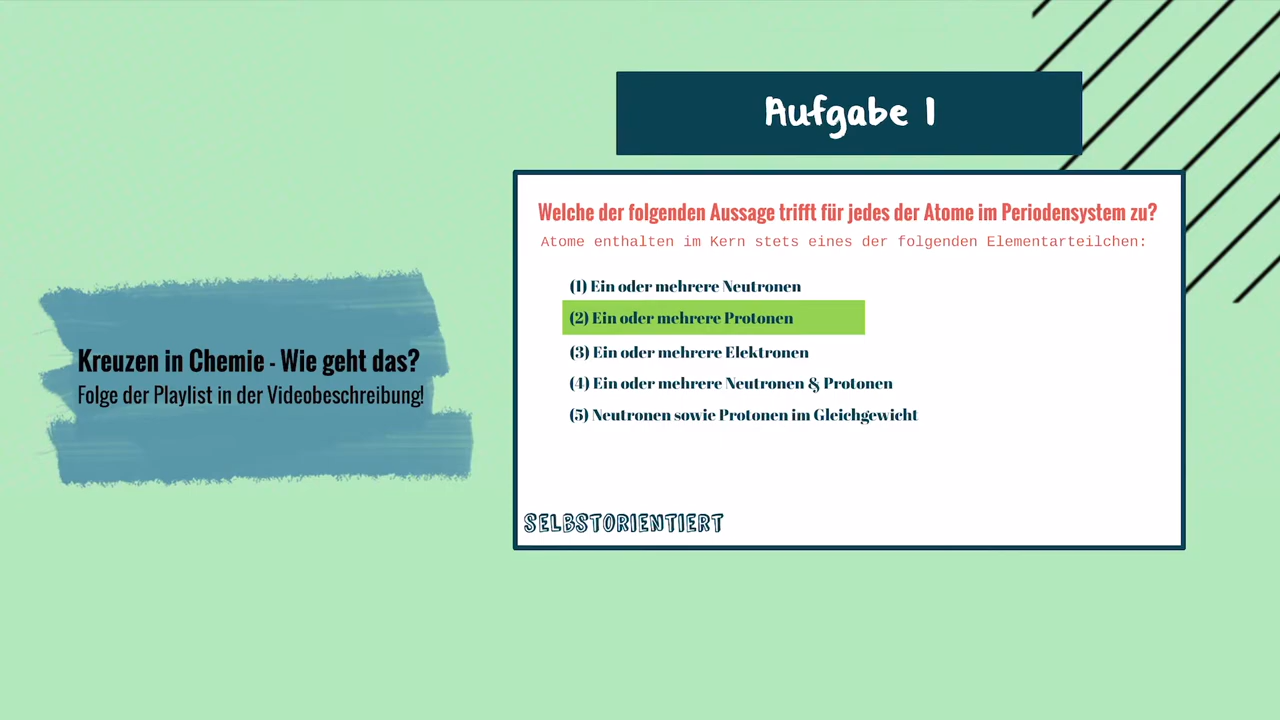 Aufgabe 1
Welche der folgenden Aussage trifft für jedes der Atome im Periodensystem zu?
Atome enthalten im Kern stets eines der folgenden Elementarteilchen:
(1) Ein oder mehrere Neutronen
(2) Ein oder mehrere Protonen
(3) Ein oder mehrere Elektronen
(4) Ein oder mehrere Neutronen & Protonen
(5) Neutronen sowie Protonen im Gleichgewicht
SELBSTORIENTIERT
Kreuzen in Chemie - Wie geht das?
Folge der Playlist in der Videobeschreibung!